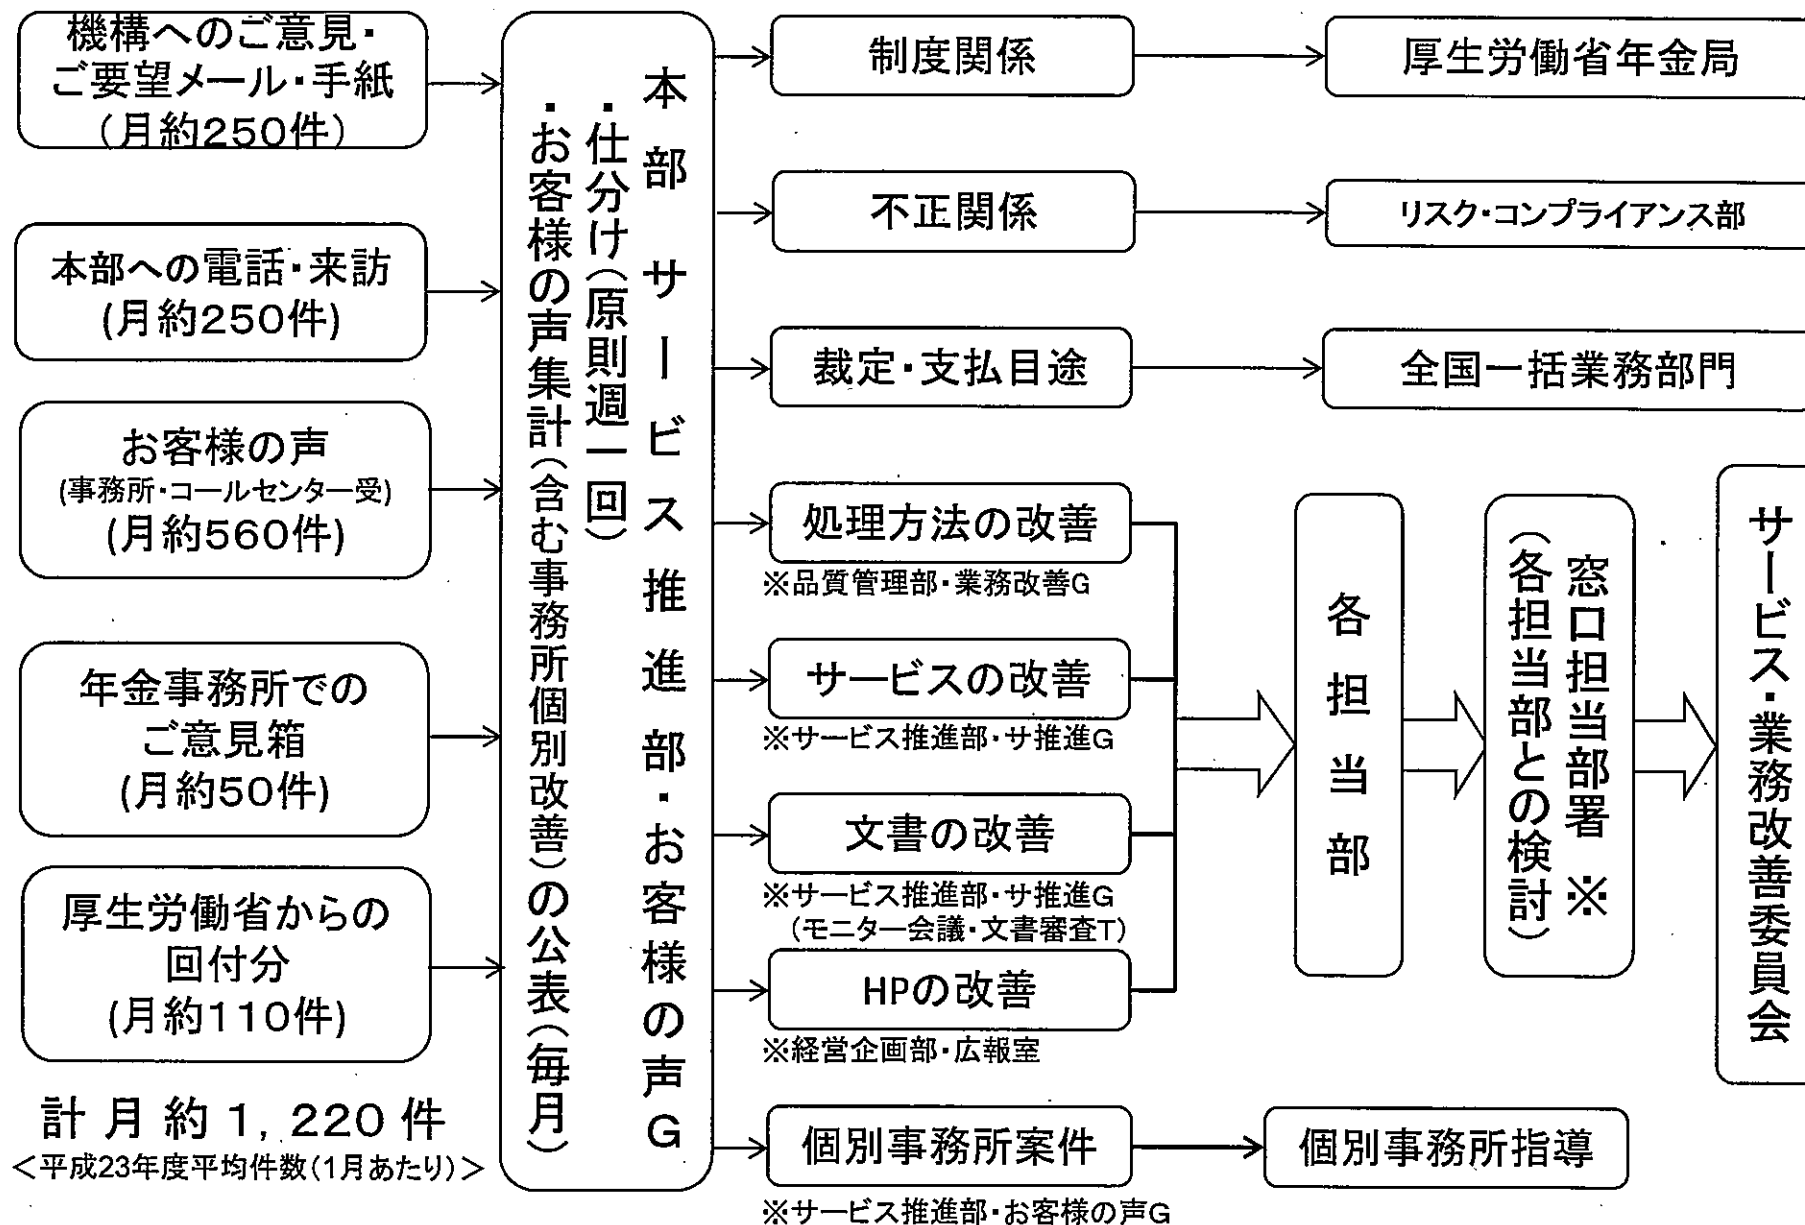 機構へのご意見・
ご要望メール・手紙
(月約250件)
本部への電話・来訪
(月約250件)
お客様の声
(事務所・コールセンター受)
(月約560件)
年金事務所での
ご意見箱
(月約50件)
厚生労働省からの
回付分
(月約110件)
計月約1,220件
<平成23年度平均件数(1月あたり)>
本部 サービス推進部・お客様の声G
・仕分け(原則週一回)
・お客様の声集計(含む事務所個別改善)の公表(毎月)
制度関係
厚生労働省年金局
不正関係
リスク・コンプライアンス部
裁定・支払目途
全国一括業務部門
処理方法の改善
※品質管理部・業務改善G
サービスの改善
※サービス推進部・サ推進G
文書の改善
※サービス推進部・サ推進G
(モニター会議・文書審査T)
HPの改善
※経営企画部・広報室
各担当部
窓口担当部署※
(各担当部との検討)
サービス・業務改善委員会
個別事務所案件
個別事務所指導
※サービス推進部・お客様の声G